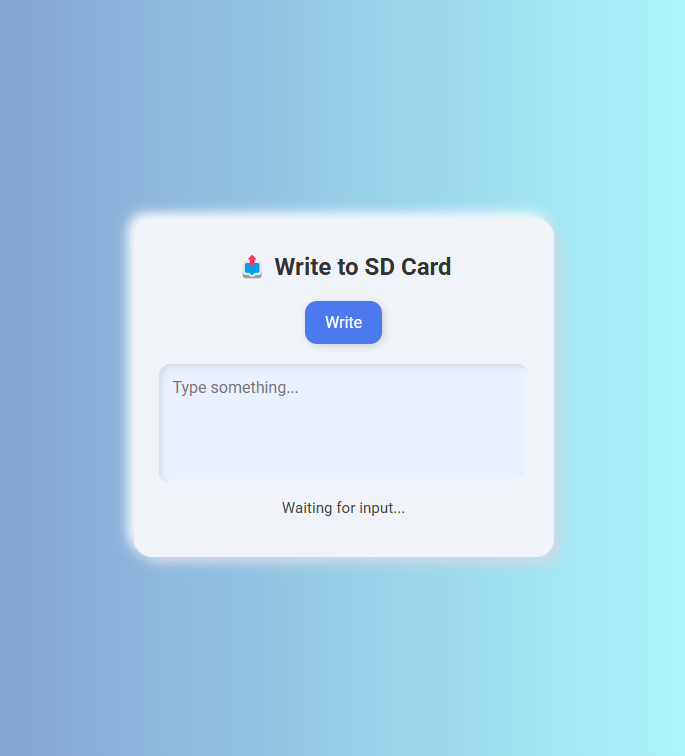 📤 Write to SD Card
Write
Type something...
Waiting for input...